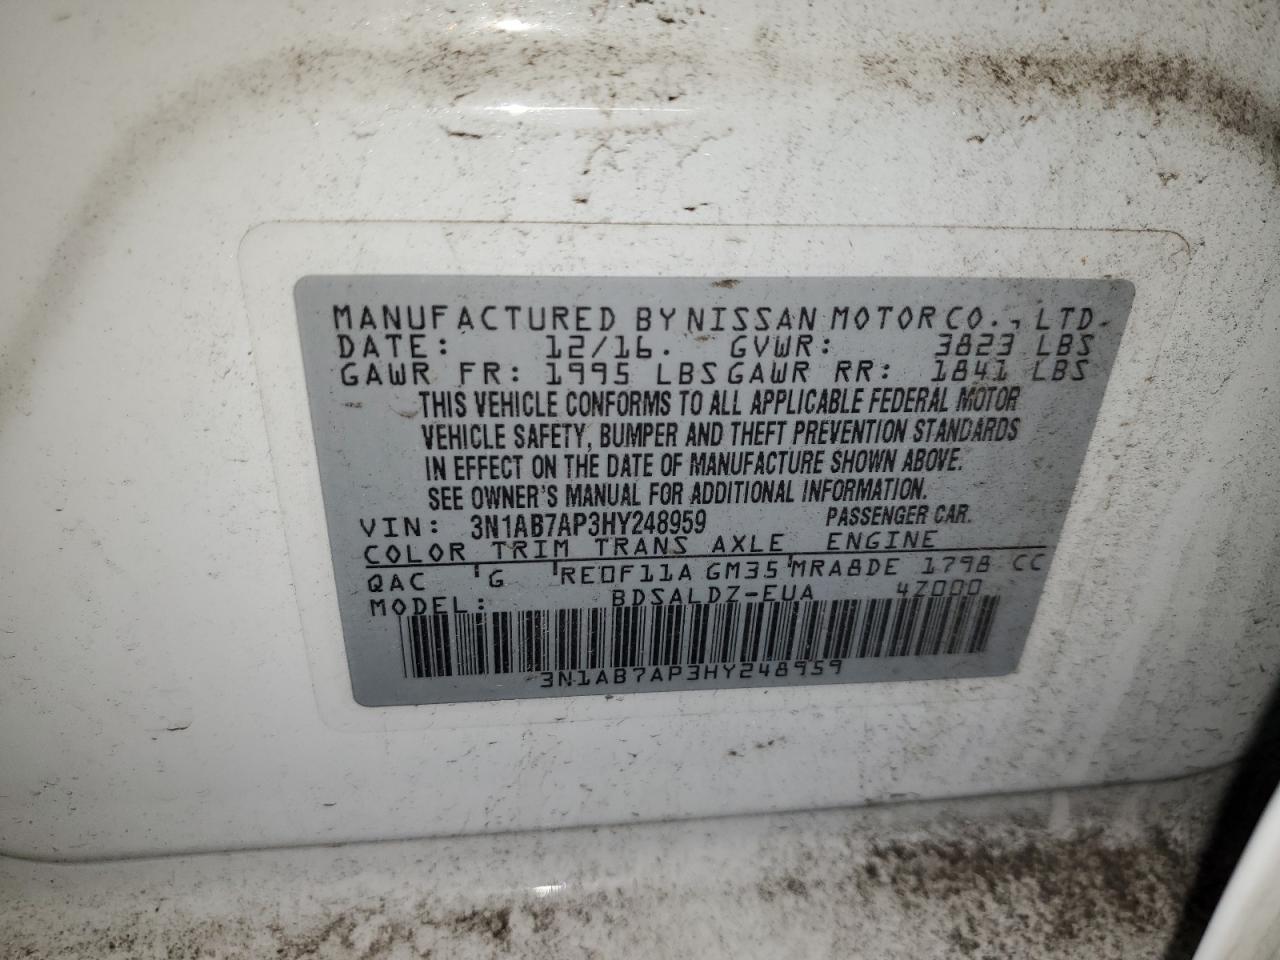 MANUFACTURED BY NISSAN MOTOR CO., LTD.
DATE: 12/16. GVWR: 3823 LBS
GAWR FR: 1995 LBS GAWR RR: 1841 LBS
THIS VEHICLE CONFORMS TO ALL APPLICABLE FEDERAL MOTOR
VEHICLE SAFETY, BUMPER AND THEFT PREVENTION STANDARDS
IN EFFECT ON THE DATE OF MANUFACTURE SHOWN ABOVE.
SEE OWNER'S MANUAL FOR ADDITIONAL INFORMATION.
VIN: 3N1AB7AP3HY248959 PASSENGER CAR.
COLOR TRIM TRANS AXLE ENGINE
QAC G RE0F11A GM35 MRA8DE 1798 CC
MODEL: BDSALDZ-EUA 4Z000
3N1AB7AP3HY248959